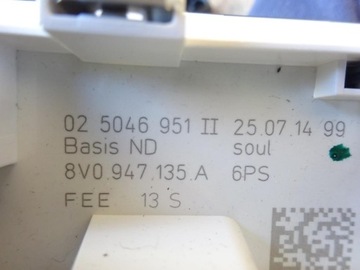 02 5046 951 II 25.07.14 99
Basis ND soul
8V0.947.135.A 6PS
FEE 13 S